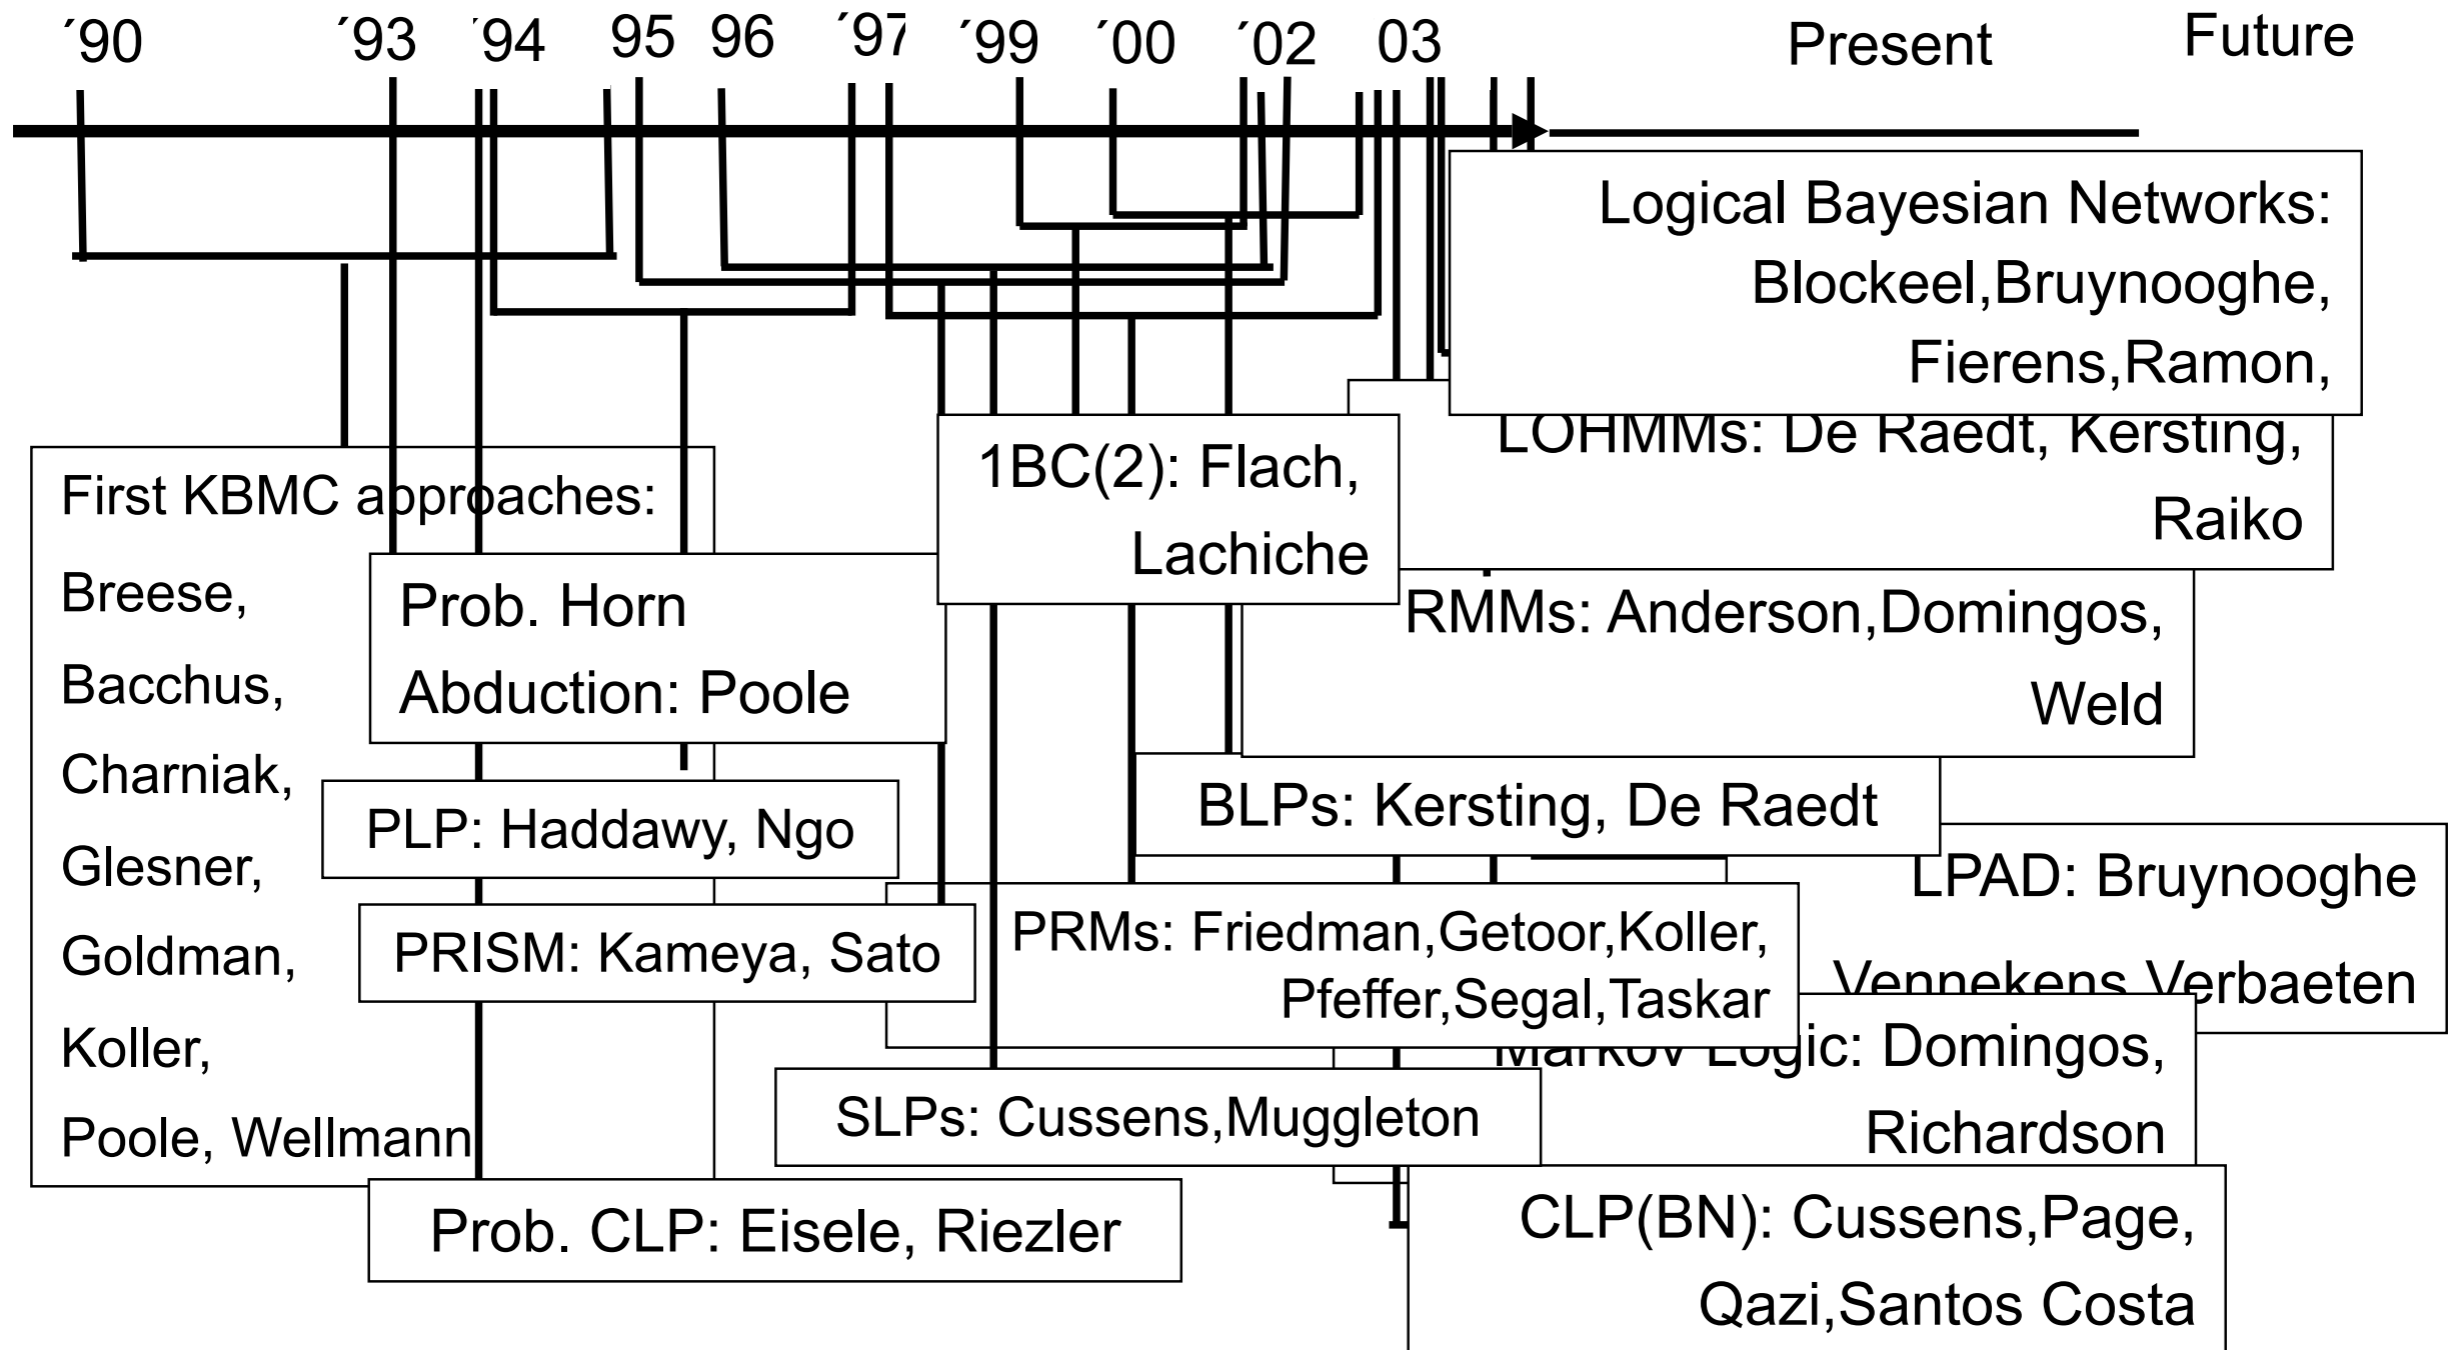 ´90 ´93 ´94 95 96 ´97 ´99 ´00 ´02 03 Present Future
Logical Bayesian Networks:
Blockeel,Bruynooghe,
Fierens,Ramon,
LOHMMs: De Raedt, Kersting,
Raiko
1BC(2): Flach,
Lachiche
RMMs: Anderson,Domingos,
Weld
First KBMC approaches:
Breese,
Bacchus,
Charniak,
Glesner,
Goldman,
Koller,
Poole, Wellmann
Prob. Horn
Abduction: Poole
PLP: Haddawy, Ngo
BLPs: Kersting, De Raedt
LPAD: Bruynooghe
Vennekens,Verbaeten
PRISM: Kameya, Sato
PRMs: Friedman,Getoor,Koller,
Pfeffer,Segal,Taskar
Markov Logic: Domingos,
Richardson
SLPs: Cussens,Muggleton
Prob. CLP: Eisele, Riezler
CLP(BN): Cussens,Page,
Qazi,Santos Costa